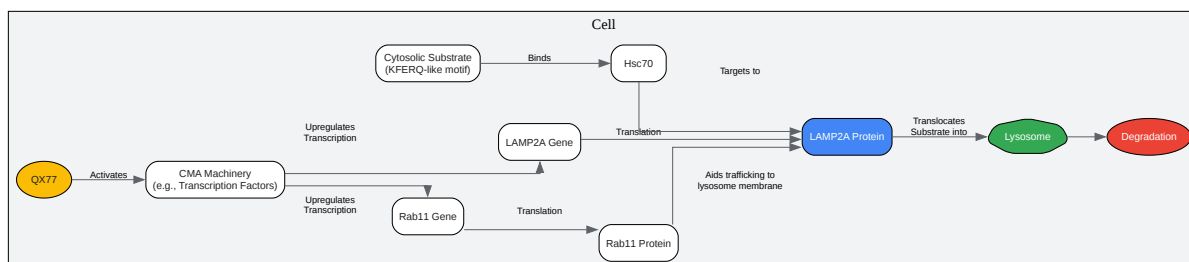 Cell
Cytosolic Substrate
(KFERQ-like motif)
Binds
Hsc70
Targets to
Upregulates
Transcription
LAMP2A Gene
Translation
LAMP2A Protein
Translocates
Substrate into
Lysosome
Degradation
QX77
Activates
CMA Machinery
(e.g., Transcription Factors)
Upregulates
Transcription
Rab11 Gene
Translation
Rab11 Protein
Aids trafficking to
lysosome membrane